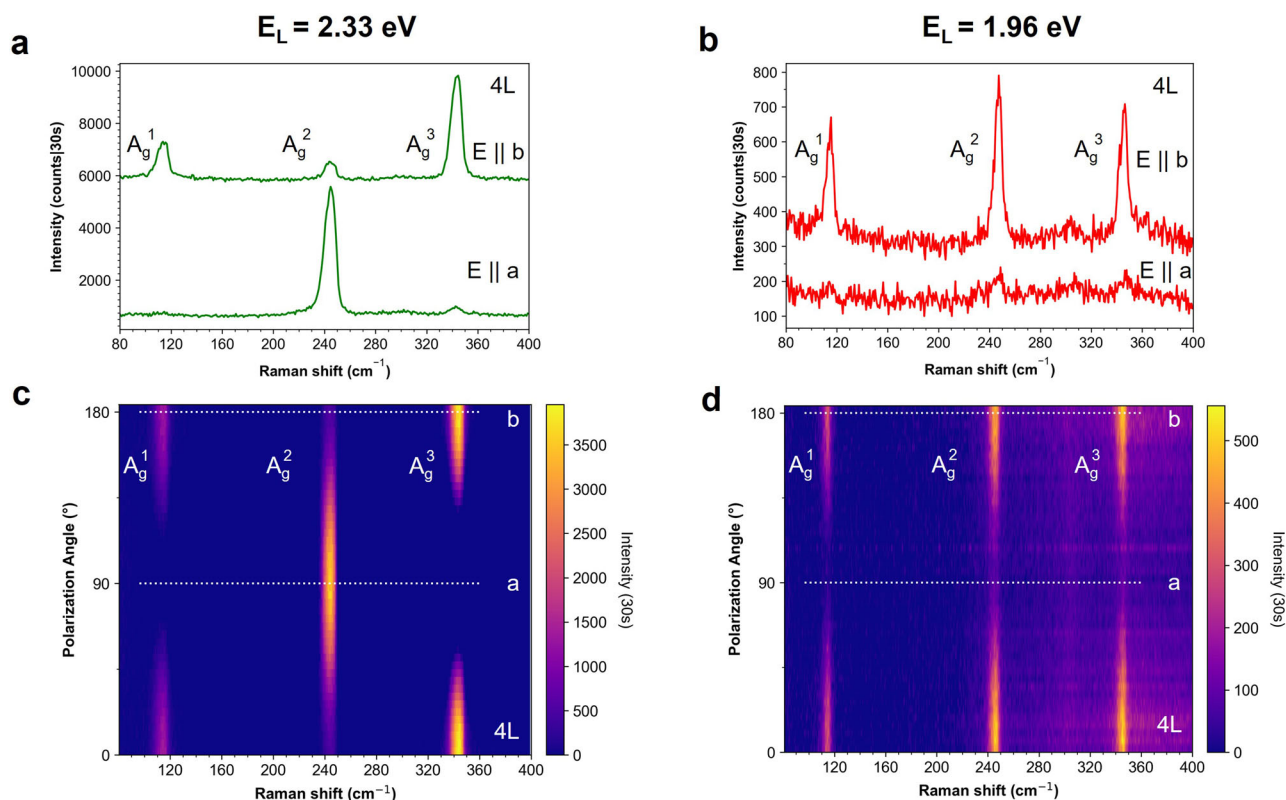 E_L = 2.33 eV
E_L = 1.96 eV
a
10000
8000
6000
4000
2000
Intensity (counts|30s)
4L
A_g^1
A_g^2
A_g^3
E || b
E || a
80 120 160 200 240 280 320 360 400
Raman shift (cm⁻¹)
b
800
700
600
500
400
300
200
100
Intensity (counts|30s)
4L
A_g^1
A_g^2
A_g^3
E || b
E || a
80 120 160 200 240 280 320 360 400
Raman shift (cm⁻¹)
c
180
90
0
Polarization Angle (°)
b
A_g^1
A_g^2
A_g^3
a
4L
120 160 200 240 280 320 360 400
Raman shift (cm⁻¹)
3500
3000
2500
2000
1500
1000
500
0
Intensity (30s)
d
180
90
0
Polarization Angle (°)
b
A_g^1
A_g^2
A_g^3
a
4L
120 160 200 240 280 320 360 400
Raman shift (cm⁻¹)
500
400
300
200
100
0
Intensity (30s)